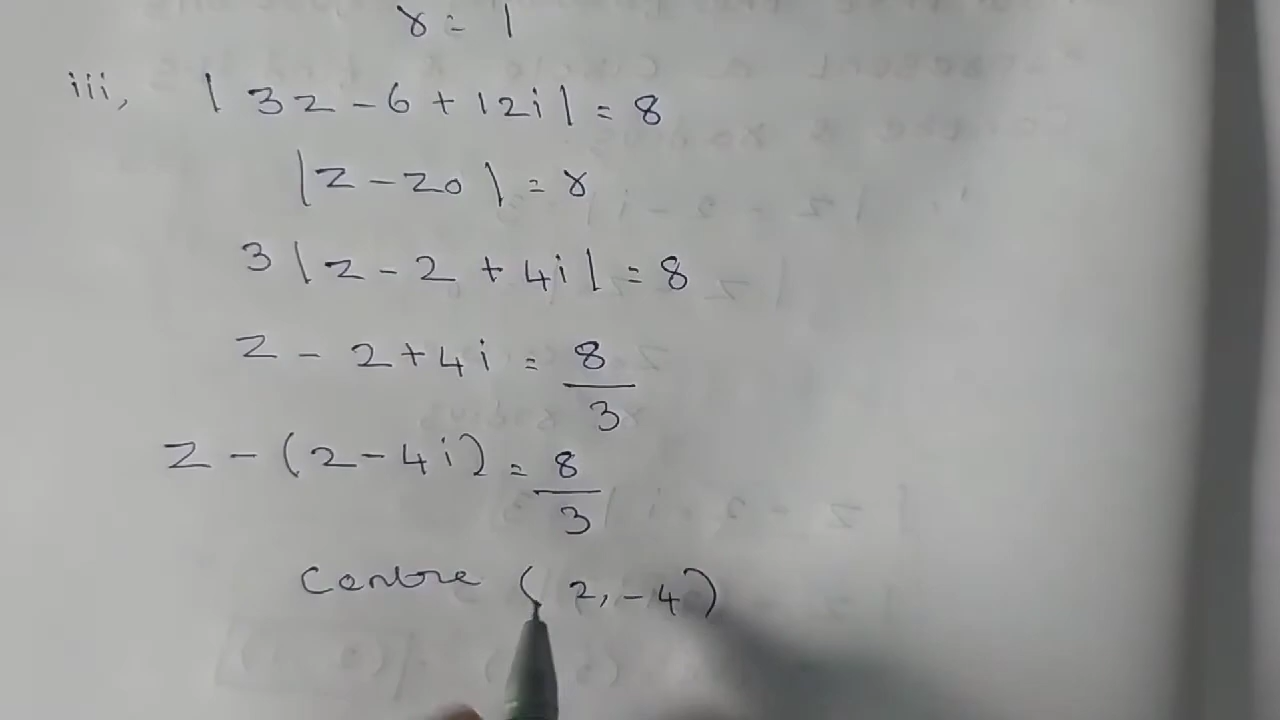 r = 1
iii, | 3z - 6 + 12i | = 8
| z - z0 | = r
3 | z - 2 + 4i | = 8
z - 2 + 4i = 8/3
z - (2 - 4i) = 8/3
Centre ( 2, - 4 )